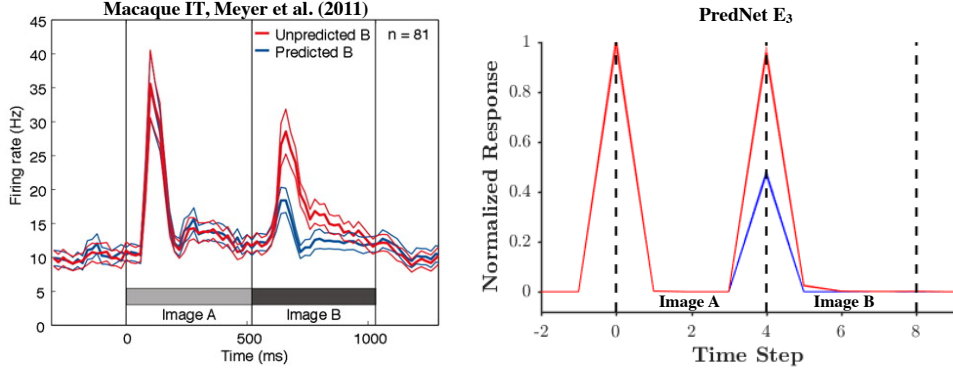 Macaque IT, Meyer et al. (2011)
45
40
35
30
25
20
15
10
5
0
Firing rate (Hz)
Unpredicted B
Predicted B
n = 81
Image A
Image B
0
500
1000
Time (ms)
PredNet E3
1
0.8
0.6
0.4
0.2
0
Normalized Response
Image A
Image B
-2
0
2
4
6
8
Time Step